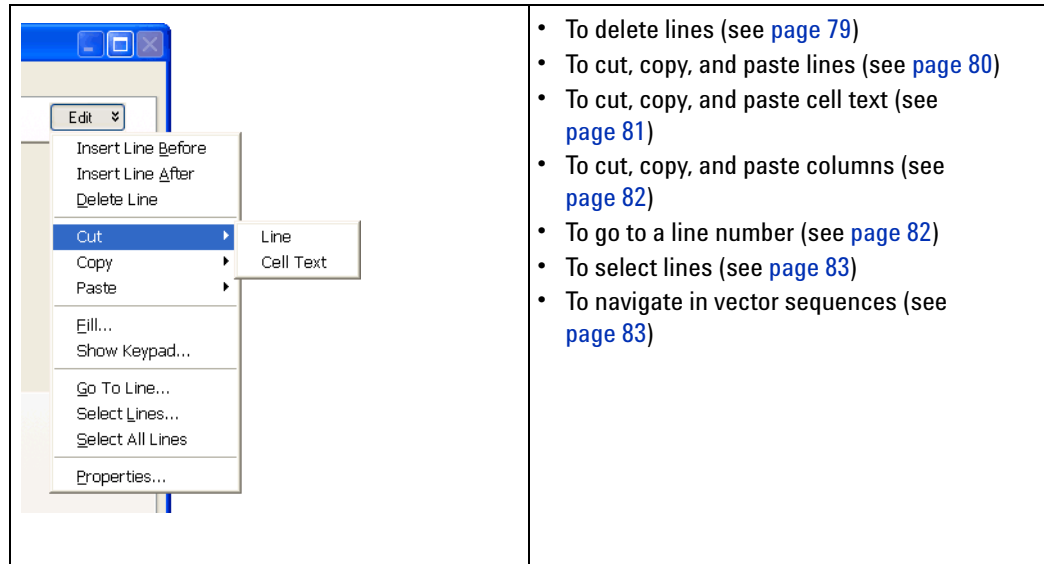 Edit
Insert Line Before
Insert Line After
Delete Line
Cut
Line
Copy
Cell Text
Paste
Fill...
Show Keypad...
Go To Line...
Select Lines...
Select All Lines
Properties...
• To delete lines (see page 79)
• To cut, copy, and paste lines (see page 80)
• To cut, copy, and paste cell text (see
page 81)
• To cut, copy, and paste columns (see
page 82)
• To go to a line number (see page 82)
• To select lines (see page 83)
• To navigate in vector sequences (see
page 83)